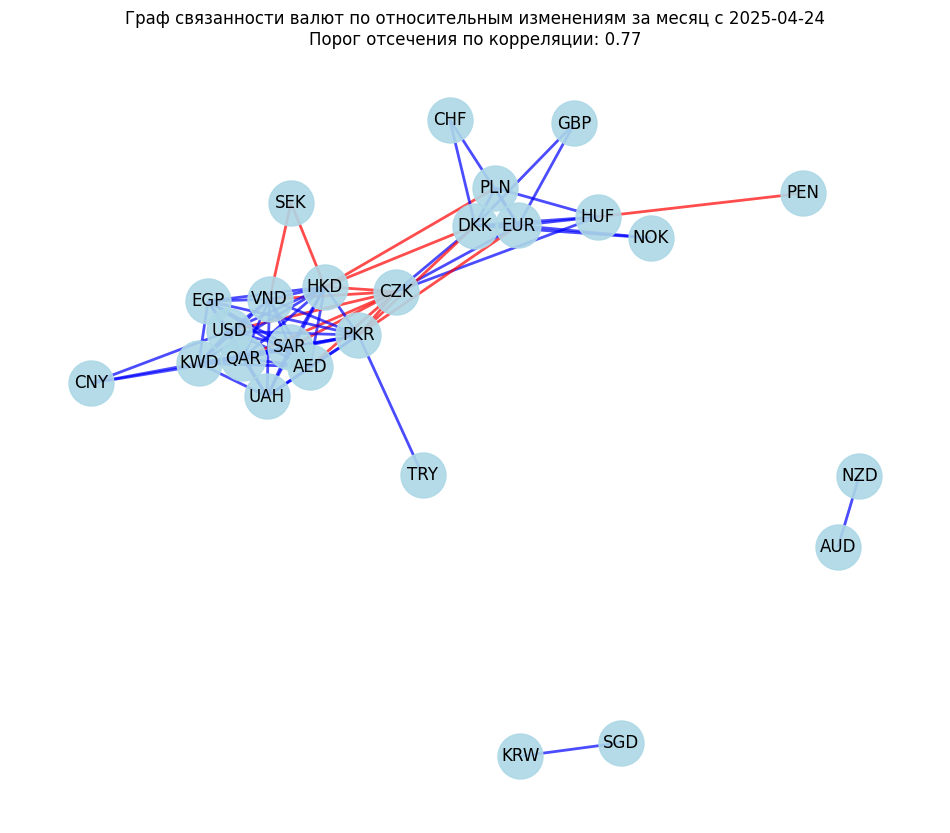 Граф связанности валют по относительным изменениям за месяц с 2025-04-24
Порог отсечения по корреляции: 0.77
CHF
GBP
PLN
PEN
SEK
HUF
DKK
EUR
NOK
HKD
CZK
VND
EGP
USD
PKR
SAR
QAR
KWD
AED
CNY
UAH
TRY
NZD
AUD
SGD
KRW